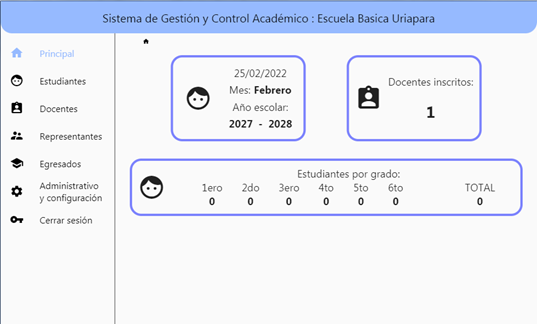 Sistema de Gestión y Control Académico : Escuela Basica Uriapara
Principal
Estudiantes
Docentes
Representantes
Egresados
Administrativo
y configuración
Cerrar sesión
25/02/2022
Mes: Febrero
Año escolar:
2027 - 2028
Docentes inscritos:
1
Estudiantes por grado:
1ero 2do 3ero 4to 5to 6to TOTAL
0 0 0 0 0 0 0